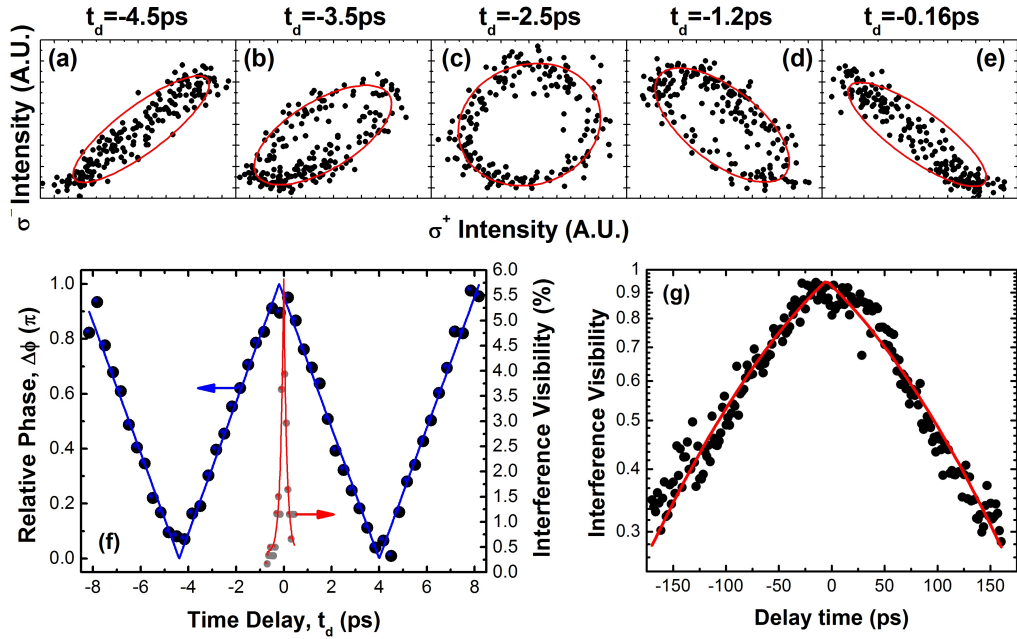 t_d=-4.5ps t_d=-3.5ps t_d=-2.5ps t_d=-1.2ps t_d=-0.16ps
(a) (b) (c) (d) (e)
σ⁻ Intensity (A.U.)
σ⁺ Intensity (A.U.)
Relative Phase, Δϕ (π)
1.0
0.8
0.6
0.4
0.2
0.0
(f)
-8 -6 -4 -2 0 2 4 6 8
Time Delay, t_d (ps)
6.0
5.5
5.0
4.5
4.0
3.5
3.0
2.5
2.0
1.5
1.0
0.5
0.0
Interference Visibility (%)
Interference Visibility
1
0.9
0.8
0.7
0.6
0.5
0.4
0.3
(g)
-150 -100 -50 0 50 100 150
Delay time (ps)